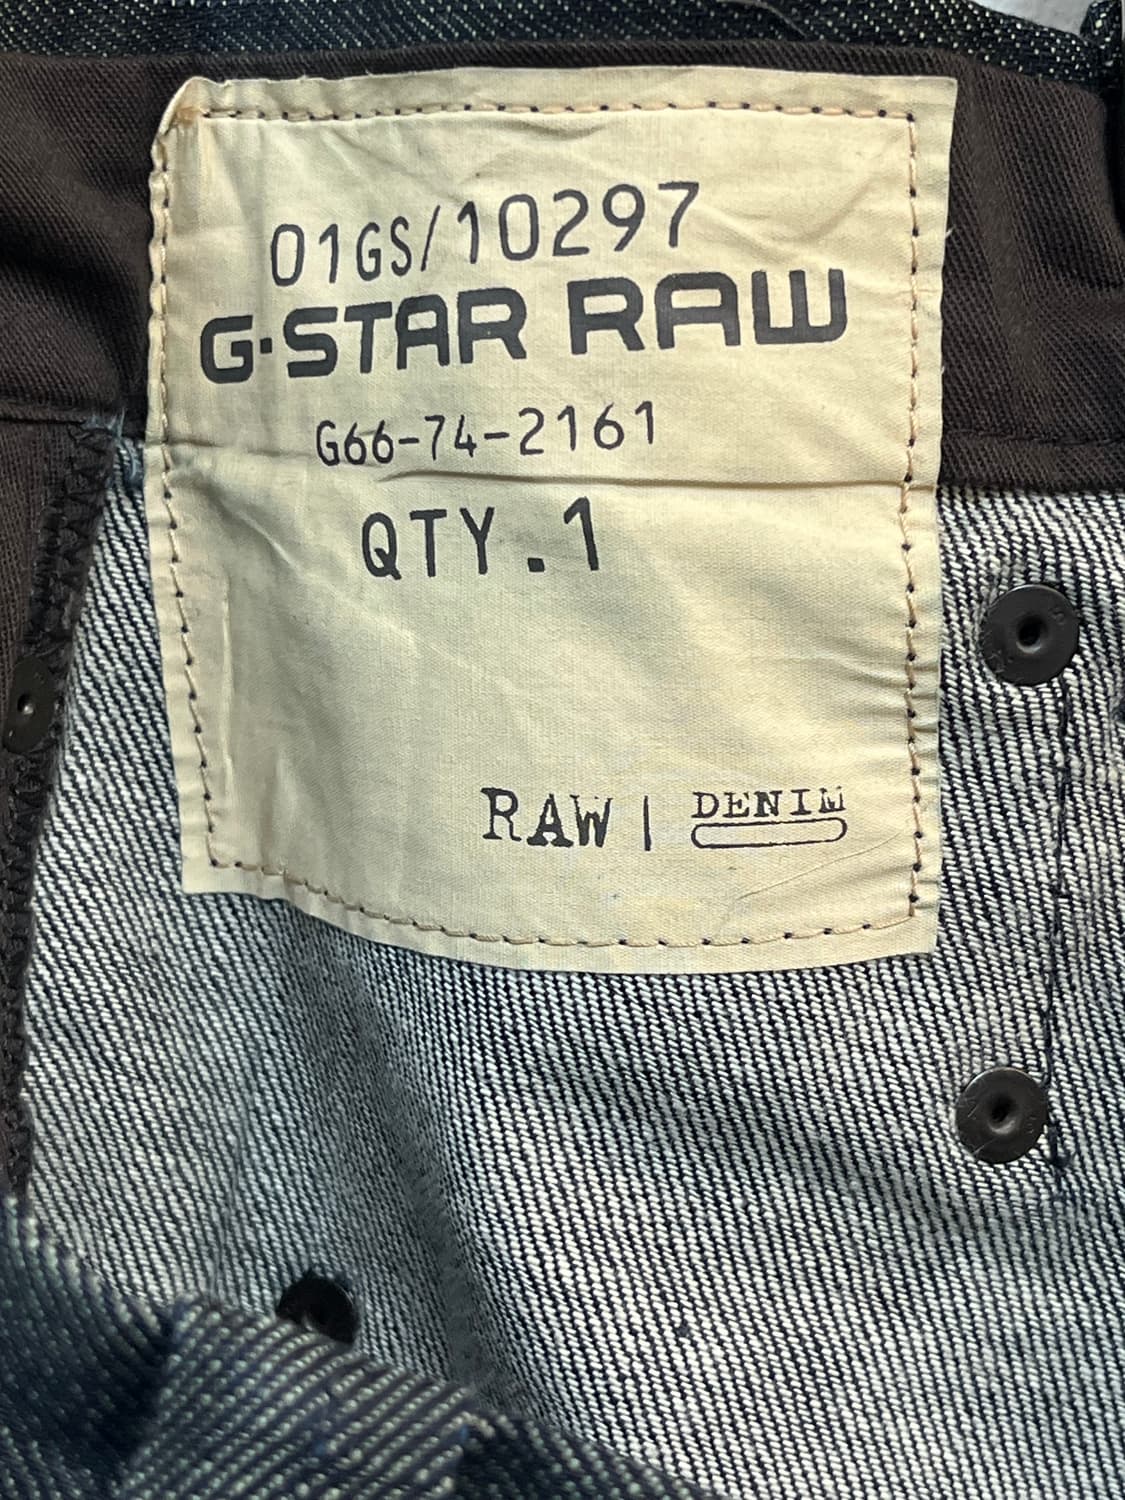 01GS/10297
G-STAR RAW
G66-74-2161
QTY.1
RAW | DENIM